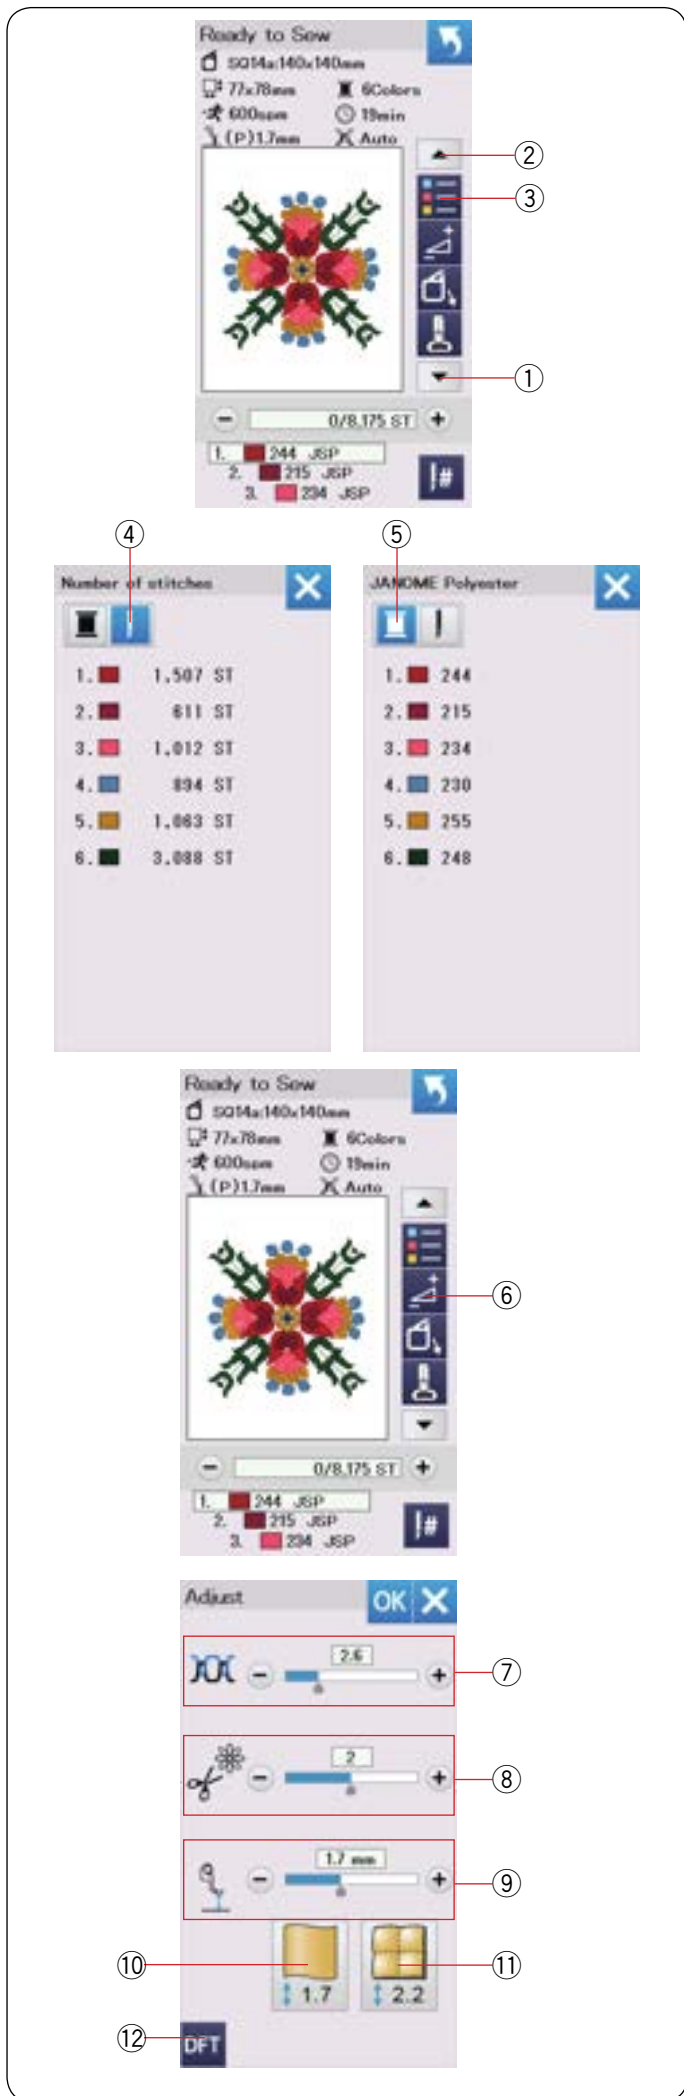 Ready to Sew
SQ14a:140x140mm
77x78mm 6Colors
600spm 19min
(P)1.7mm Auto
②
③
①
0/8,175 ST
1. 244 JSP
2. 215 JSP
3. 234 JSP
④
⑤
Number of stitches
1. 1,507 ST
2. 611 ST
3. 1,012 ST
4. 894 ST
5. 1,063 ST
6. 3,088 ST
JANOME Polyester
1. 244
2. 215
3. 234
4. 230
5. 255
6. 248
Ready to Sew
SQ14a:140x140mm
77x78mm 6Colors
600spm 19min
(P)1.7mm Auto
⑥
0/8,175 ST
1. 244 JSP
2. 215 JSP
3. 234 JSP
Adjust OK
2.6
⑦
2
⑧
1.7 mm
⑨
⑩
⑪
1.7 2.2
⑫
DFT